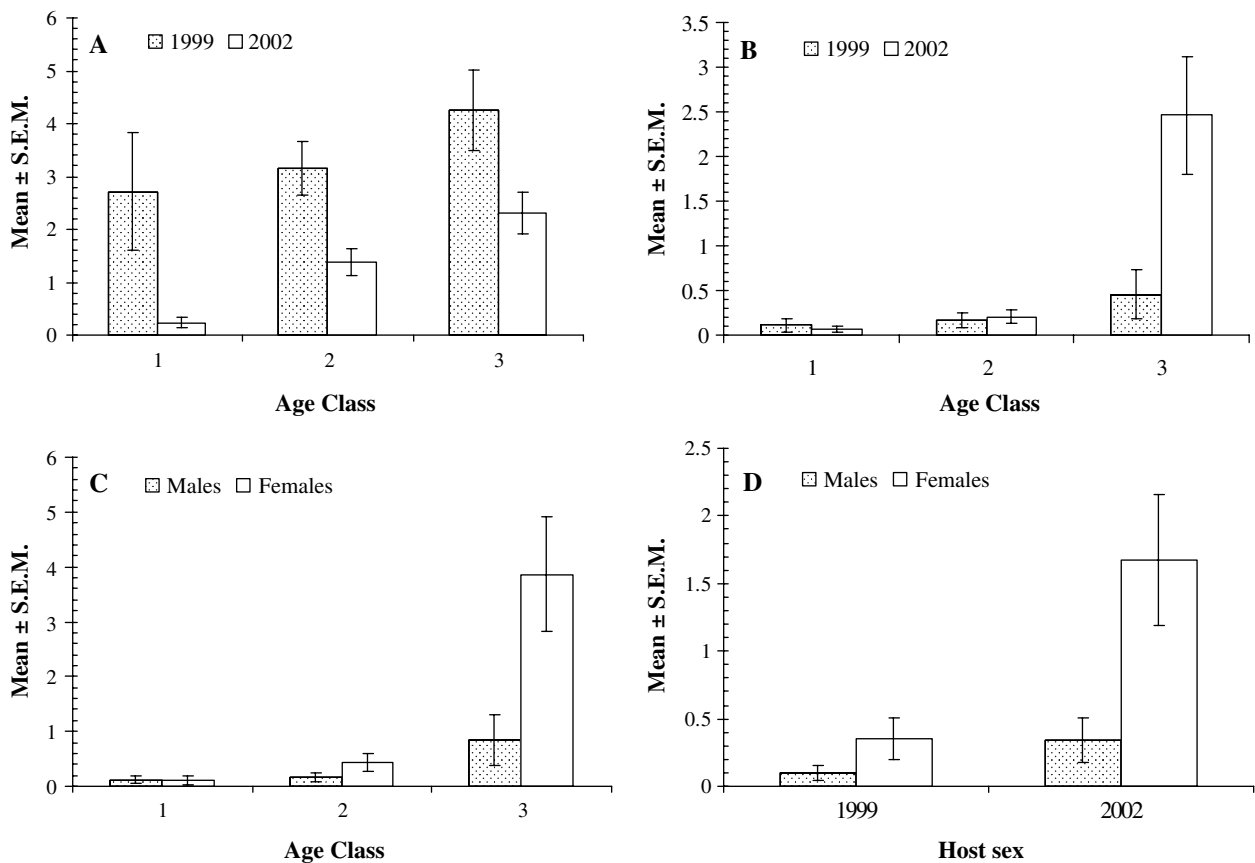 A 1999 2002
Mean ± S.E.M.
6
5
4
3
2
1
0
1 2 3
Age Class
B 1999 2002
Mean ± S.E.M.
3.5
3
2.5
2
1.5
1
0.5
0
1 2 3
Age Class
C Males Females
Mean ± S.E.M.
6
5
4
3
2
1
0
1 2 3
Age Class
D Males Females
Mean ± S.E.M.
2.5
2
1.5
1
0.5
0
1999 2002
Host sex